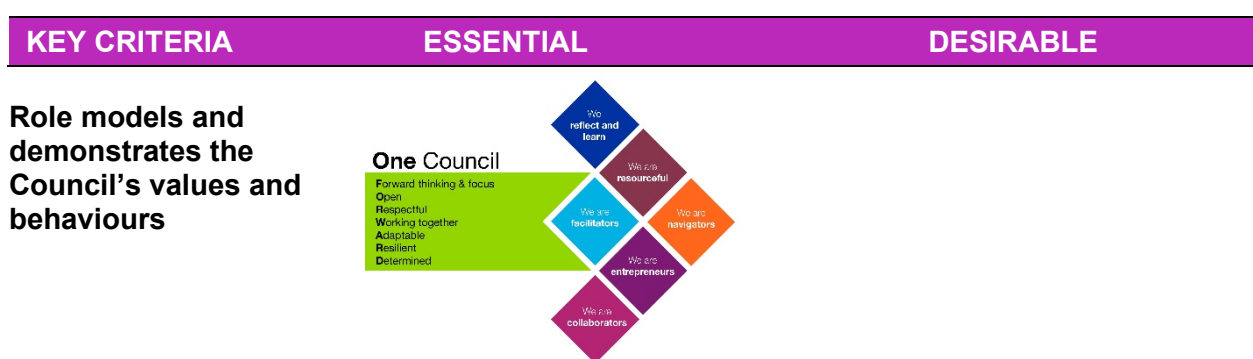 KEY CRITERIA ESSENTIAL DESIRABLE
Role models and
demonstrates the
Council's values and
behaviours
One Council
Forward thinking & focus
Open
Respectful
Working together
Adaptable
Resilient
Determined
We
reflect and
learn
We are
resourceful
We are
facilitators
We are
navigators
We are
entrepreneurs
We are
collaborators